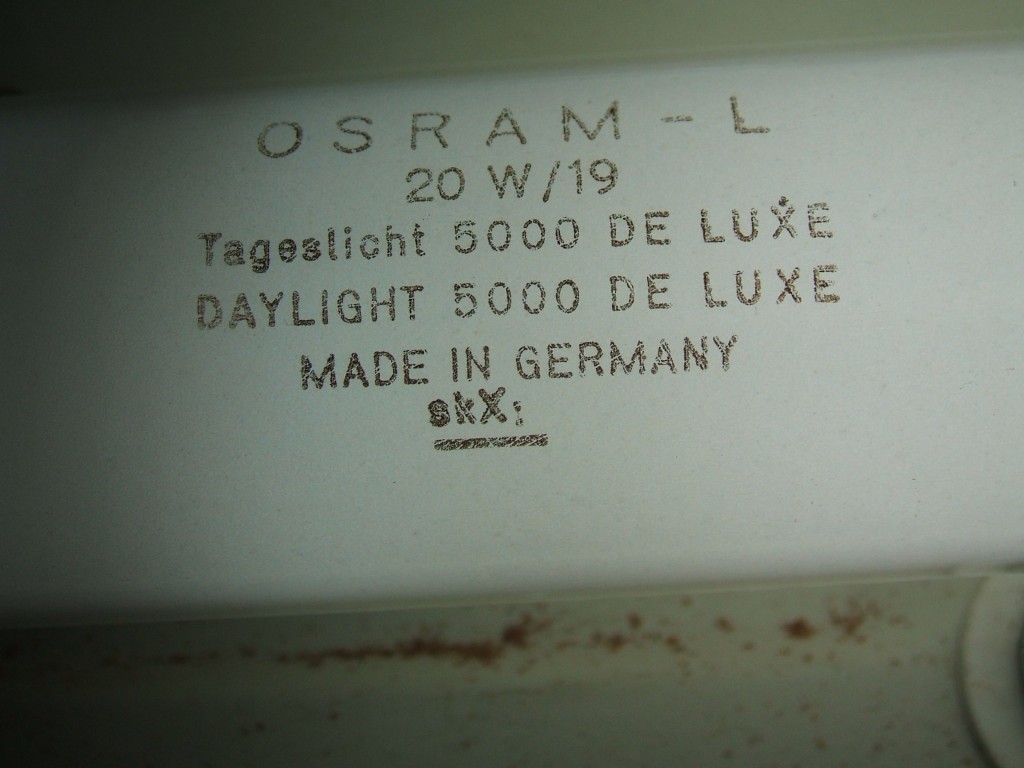 OSRAM-L
20 W/19
Tageslicht 5000 DE LUXE
DAYLIGHT 5000 DE LUXE
MADE IN GERMANY